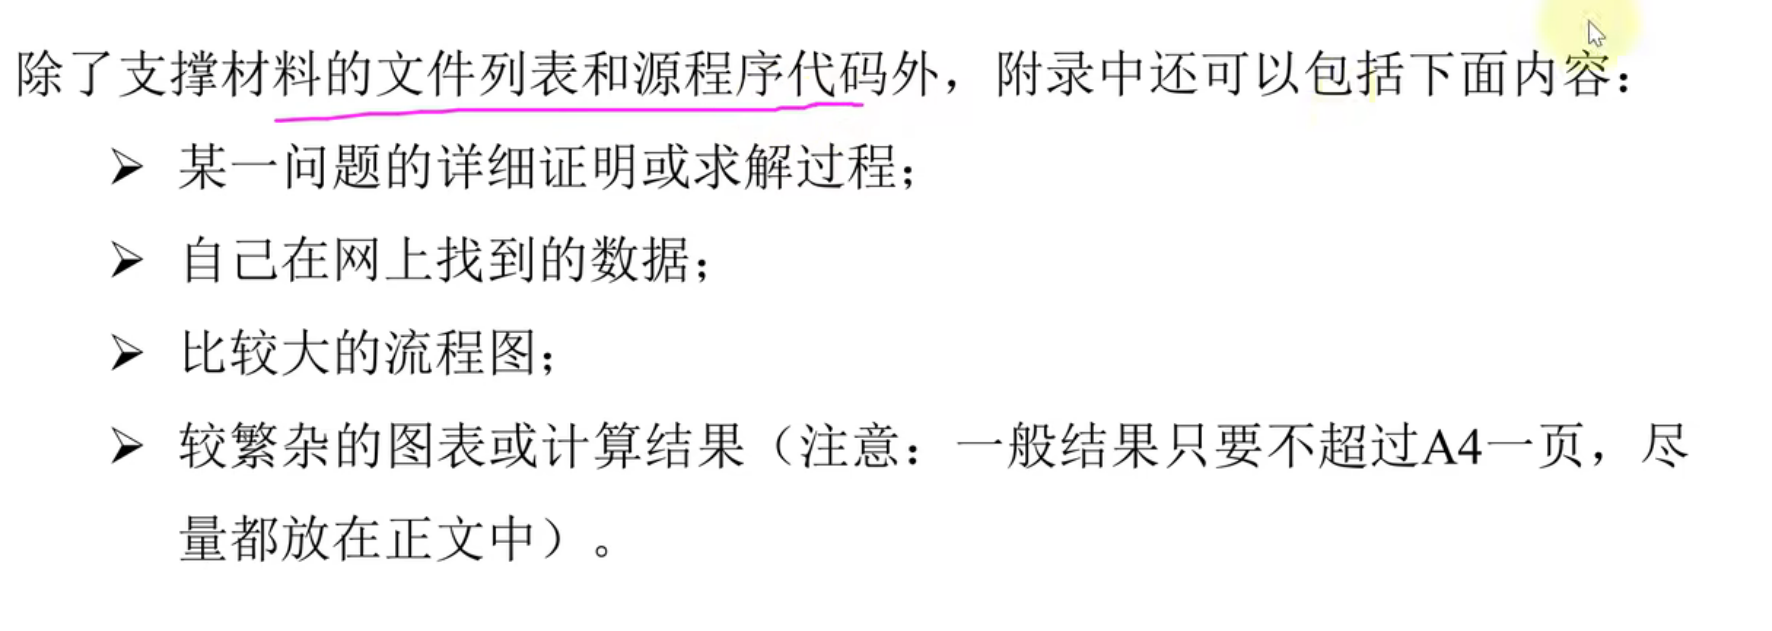 除了支撑材料的文件列表和源程序代码外，附录中还可以包括下面内容：
➢ 某一问题的详细证明或求解过程；
➢ 自己在网上找到的数据；
➢ 比较大的流程图；
➢ 较繁杂的图表或计算结果（注意：一般结果只要不超过A4一页，尽
量都放在正文中）。